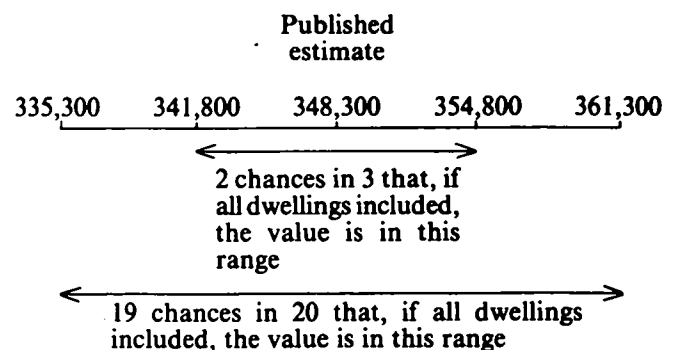 Published
estimate
335,300 341,800 348,300 354,800 361,300
2 chances in 3 that, if
all dwellings included,
the value is in this
range
19 chances in 20 that, if all dwellings
included, the value is in this range